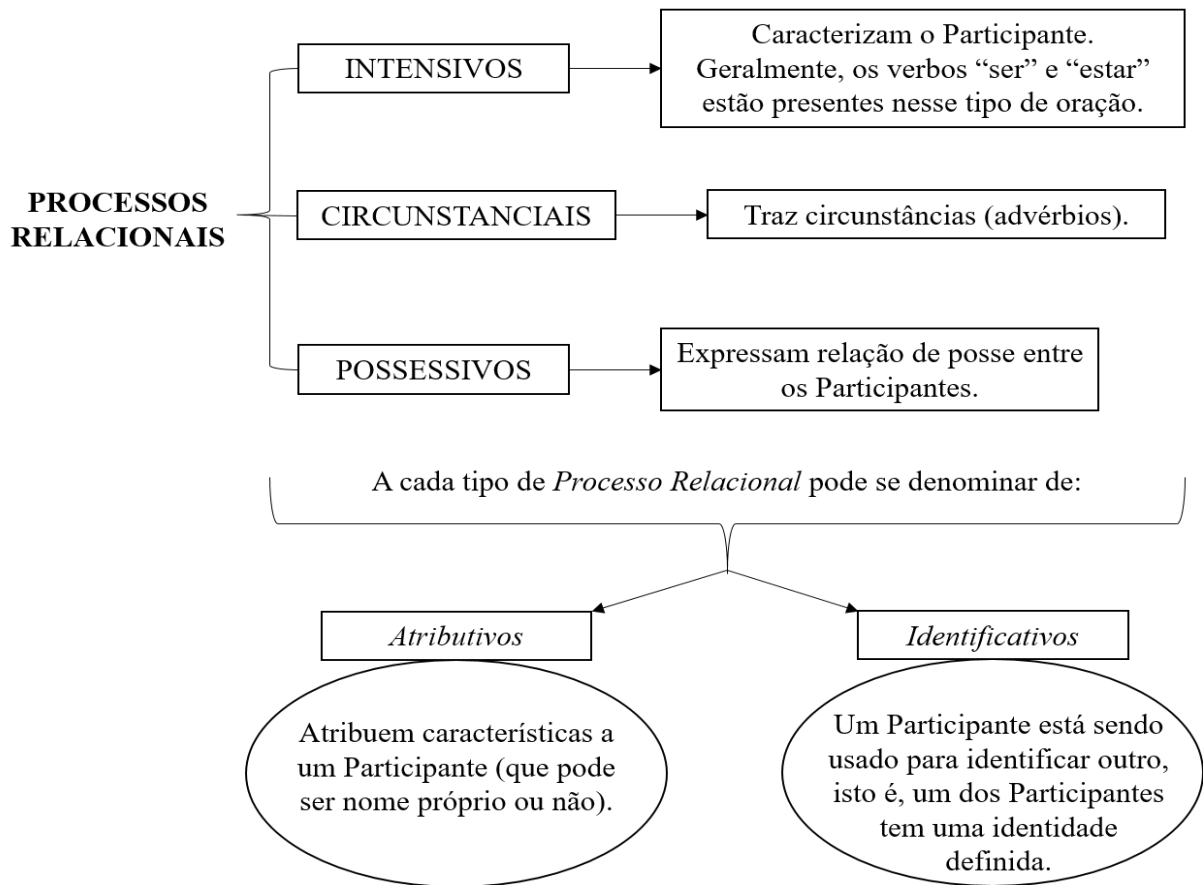 INTENSIVOS
Caracterizam o Participante.
Geralmente, os verbos “ser” e “estar”
estão presentes nesse tipo de oração.
PROCESSOS
RELACIONAIS
CIRCUNSTANCIAIS
Traz circunstâncias (advérbios).
POSSESSIVOS
Expressam relação de posse entre
os Participantes.
A cada tipo de Processo Relacional pode se denominar de:
Atributivos
Atribuem características a
um Participante (que pode
ser nome próprio ou não).
Identificativos
Um Participante está sendo
usado para identificar outro,
isto é, um dos Participantes
tem uma identidade
definida.